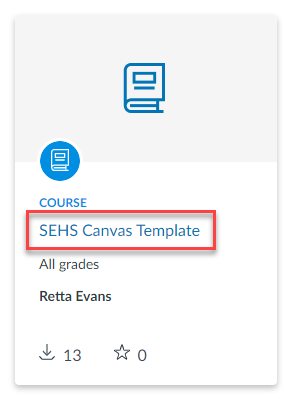 COURSE
SEHS Canvas Template
All grades
Retta Evans
13 0